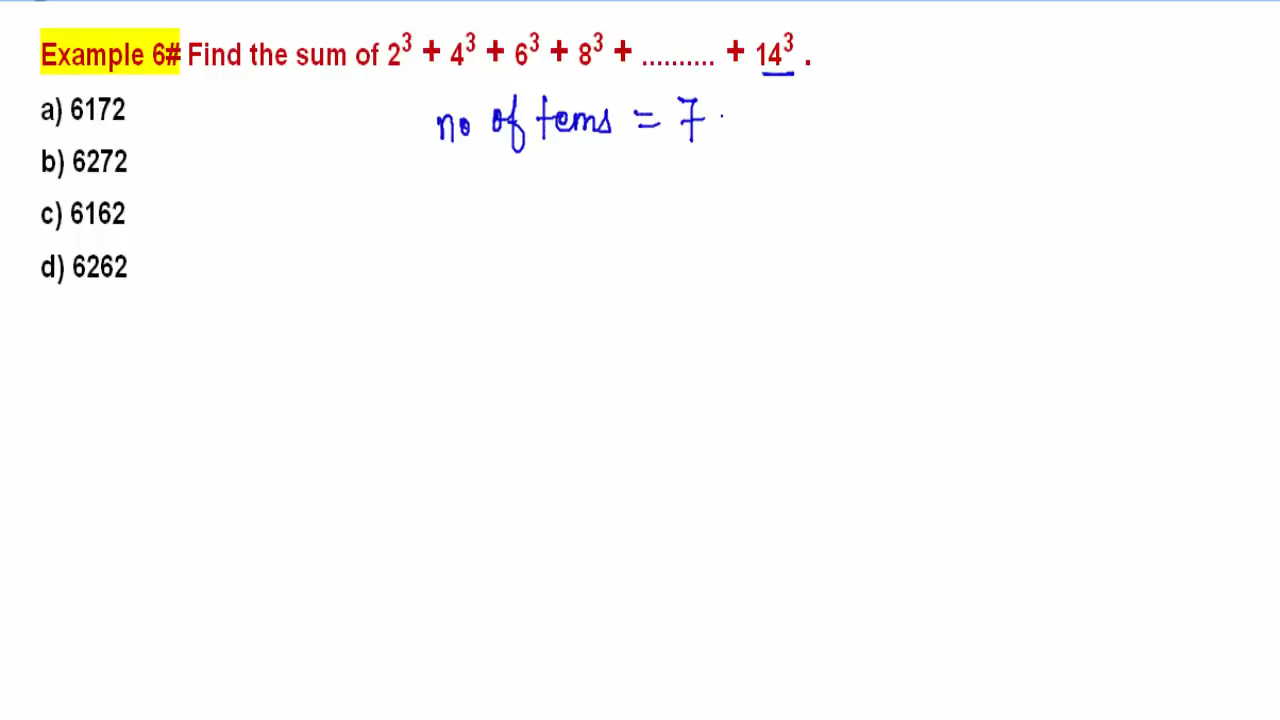 Example 6# Find the sum of 2³ + 4³ + 6³ + 8³ + .......... + 14³ .
a) 6172
no of tems = 7
b) 6272
c) 6162
d) 6262